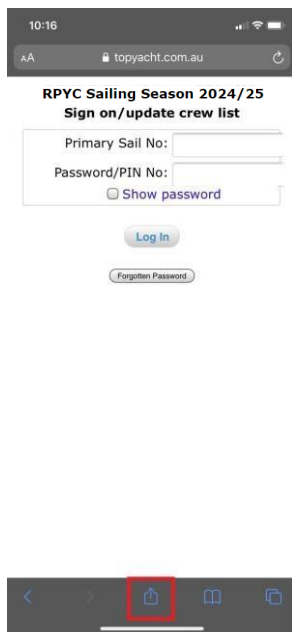 10:16
AA topyacht.com.au
RPYC Sailing Season 2024/25
Sign on/update crew list
Primary Sail No:
Password/PIN No:
Show password
Log In
Forgotten Password